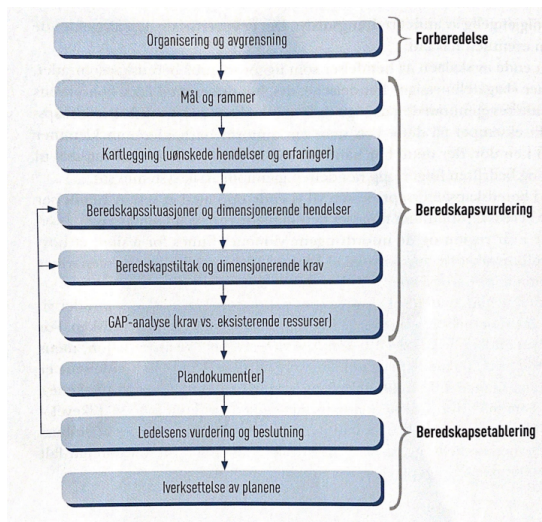 Organisering og avgrensning
Forberedelse
Mål og rammer
Kartlegging (uønskede hendelser og erfaringer)
Beredskapssituasjoner og dimensjonerende hendelser
Beredskapsvurdering
Beredskapstiltak og dimensjonerende krav
GAP-analyse (krav vs. eksisterende ressurser)
Plandokument(er)
Ledelsens vurdering og beslutning
Beredskapsetablering
Iverksettelse av planene